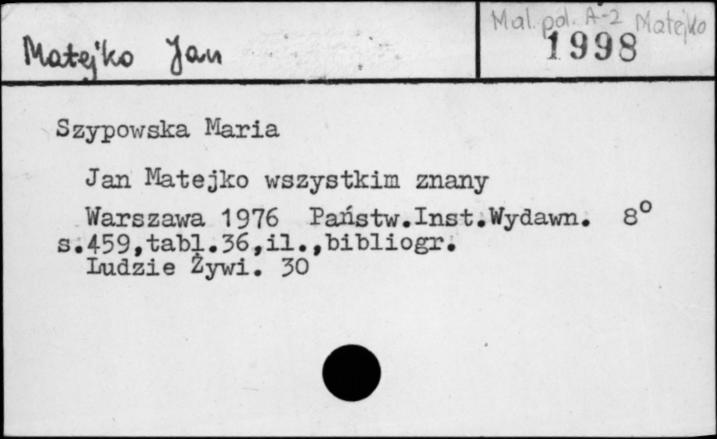 Matejko Jan
Mal. pol. A-2 Matejko
1998
Szypowska Maria
Jan Matejko wszystkim znany
Warszawa 1976 Państw.Inst.Wydawn. 8°
s.459,tabl.36,il.,bibliogr.
Ludzie Żywi. 30